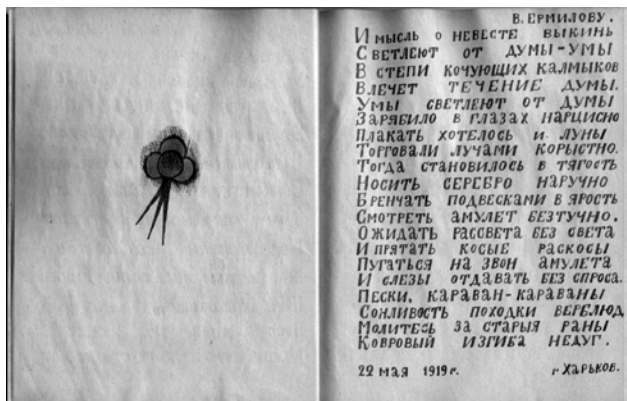 В. ЕРМИЛОВУ.
И МЫСЛЬ О НЕВЕСТЕ ВЫКИНЬ
СВЕТЛЕЮТ ОТ ДУМЫ-УМЫ
В СТЕПИ КОЧУЮЩИХ КАЛМЫКОВ
ВЛЕЧЕТ ТЕЧЕНИЕ ДУМЫ.
УМЫ СВЕТЛЕЮТ ОТ ДУМЫ
ЗАРЯБИЛО В ГЛАЗАХ НАРЦИСНО
ПЛАКАТЬ ХОТЕЛОСЬ И ЛУНЫ
ТОРГОВАЛИ ЛУЧАМИ КОРЫСТНО.
ТОГДА СТАНОВИЛОСЬ В ТЯГОСТЬ
НОСИТЬ СЕРЕБРО НАРУЧНО
БРЕНЧАТЬ ПОДВЕСКАМИ В ЯРОСТЬ
СМОТРЕТЬ АМУЛЕТ БЕЗТУЧНО.
ОЖИДАТЬ РАССВЕТА БЕЗ СВЕТА
И ПРЯТАТЬ КОСЫЕ РАСКОСЫ
ПУГАТЬСЯ НА ЗВОН АМУЛЕТА
И СЛЕЗЫ ОТДАВАТЬ БЕЗ СПРОСА.
ПЕСКИ, КАРАВАН-КАРАВАНЫ
СОНЛИВОСТЬ ПОХОДКИ ВЕРБЛЮД
МОЛИТЕСЬ ЗА СТАРЫЯ РАНЫ
КОВРОВЫЙ ИЗГИБА НЕДУГ.
22 МАЯ 1919 г. г. ХАРЬКОВ.